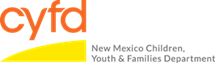 cyfd
New Mexico Children,
Youth & Families Department